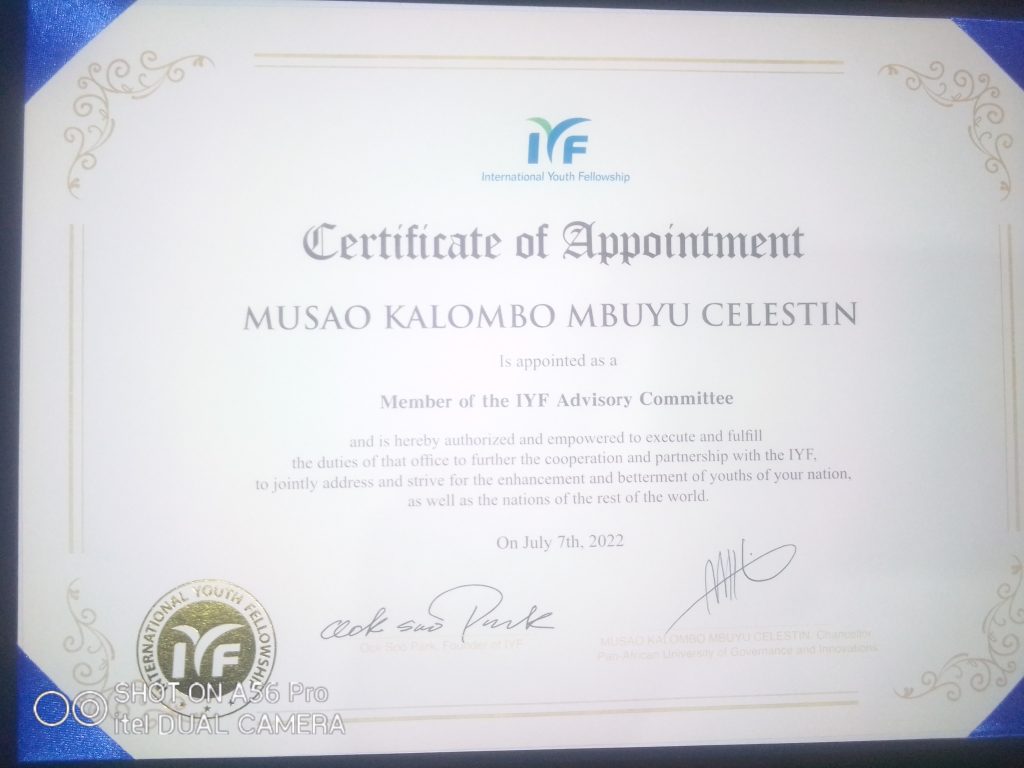 IYF
International Youth Fellowship
Certificate of Appointment
MUSAO KALOMBO MBUYU CELESTIN
Is appointed as a
Member of the IYF Advisory Committee
and is hereby authorized and empowered to execute and fulfill
the duties of that office to further the cooperation and partnership with the IYF,
to jointly address and strive for the enhancement and betterment of youths of your nation,
as well as the nations of the rest of the world.
On July 7th, 2022
Ock Soo Park
Ock Soo Park, Founder of IYF
MUSAO KALOMBO MBUYU CELESTIN, Chancellor
Pan-African University of Governance and Innovations
INTERNATIONAL YOUTH FELLOWSHIP
IYF
SHOT ON A56 Pro
itel DUAL CAMERA